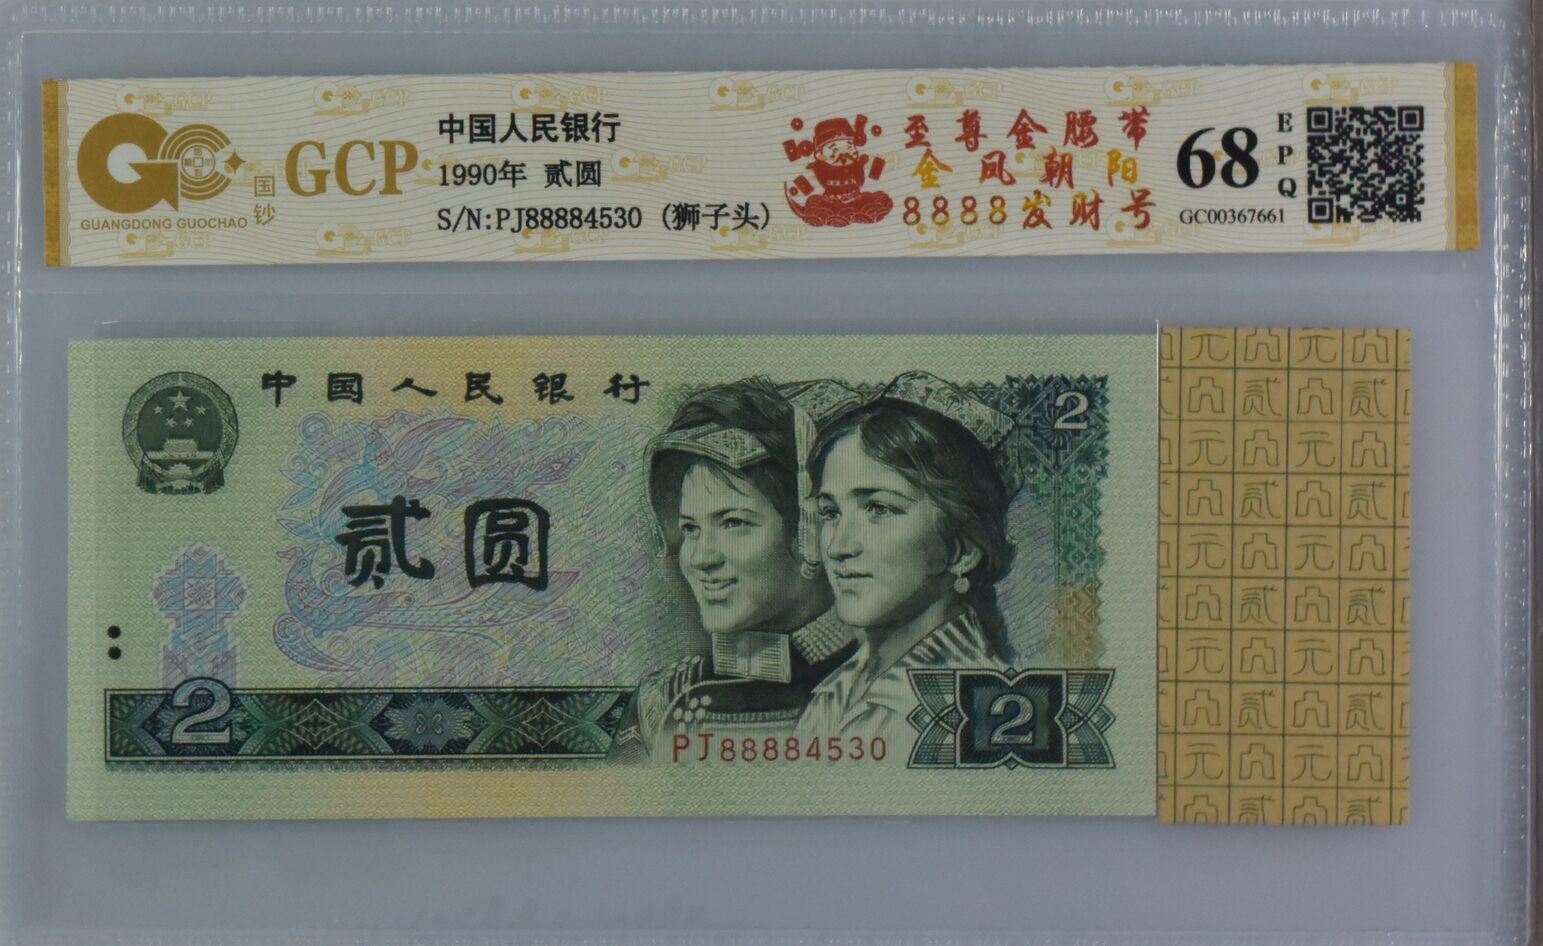 GCP
国钞
GUANGDONG GUOCHAO
中国人民银行
1990年 贰圆
S/N:PJ88884530 (狮子头)
至尊金腰带
金凤朝阳
8888发财号
68
EPQ
GC00367661
中国人民银行
贰圆
2
2
2
PJ88884530